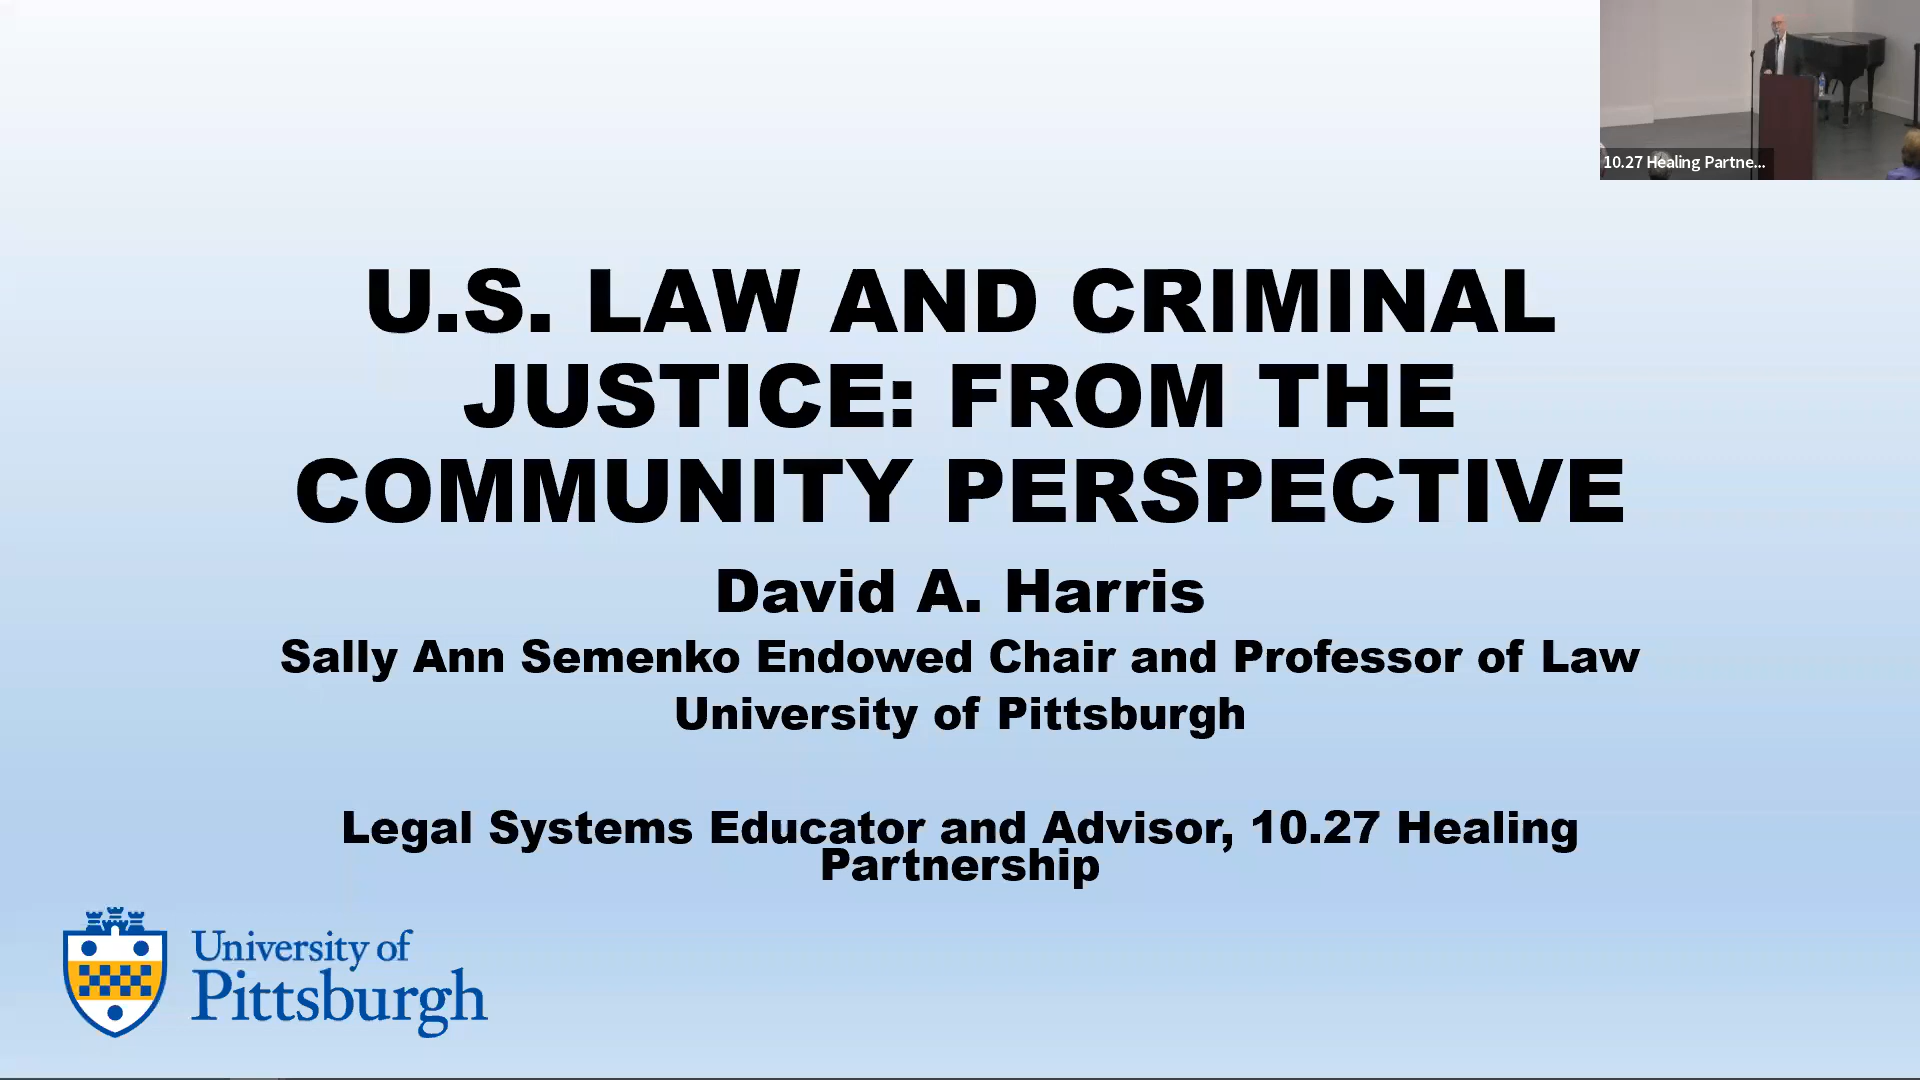 10.27 Healing Partne...
U.S. LAW AND CRIMINAL
JUSTICE: FROM THE
COMMUNITY PERSPECTIVE
David A. Harris
Sally Ann Semenko Endowed Chair and Professor of Law
University of Pittsburgh
Legal Systems Educator and Advisor, 10.27 Healing
Partnership
University of
Pittsburgh